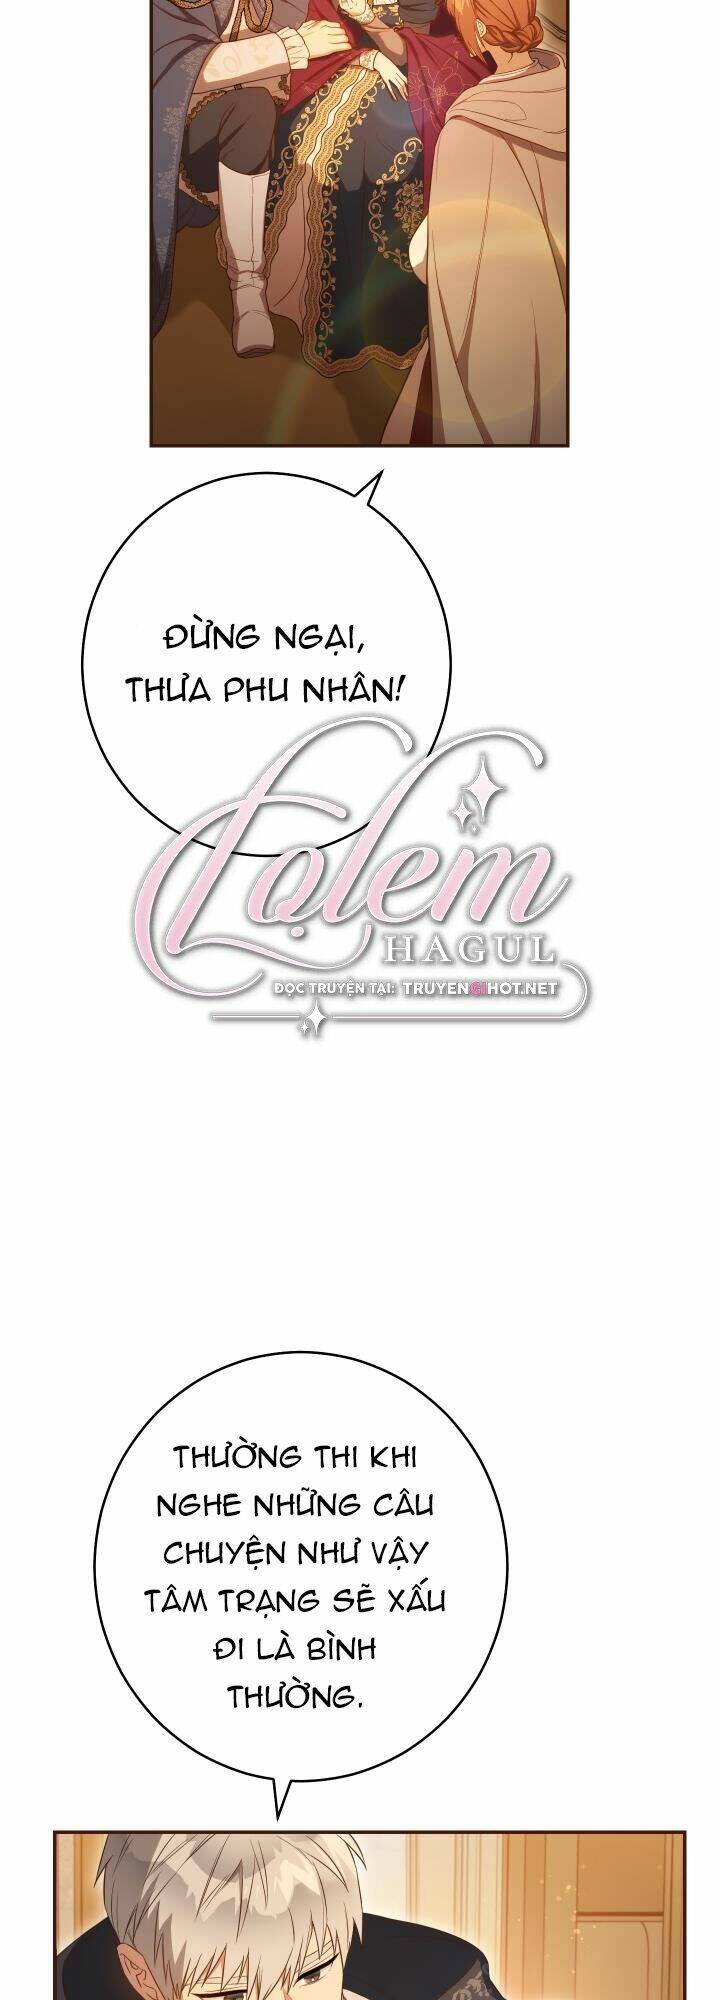 ĐỪNG NGẠI,
THƯA PHU NHÂN!
Lọlem
HAGUL
ĐỌC TRUYỆN TẠI: TRUYENGIHOT.NET
THƯỜNG THI KHI
NGHE NHỮNG CÂU
CHUYỆN NHƯ VẬY
TÂM TRẠNG SẼ XẤU
ĐI LÀ BÌNH
THƯỜNG.